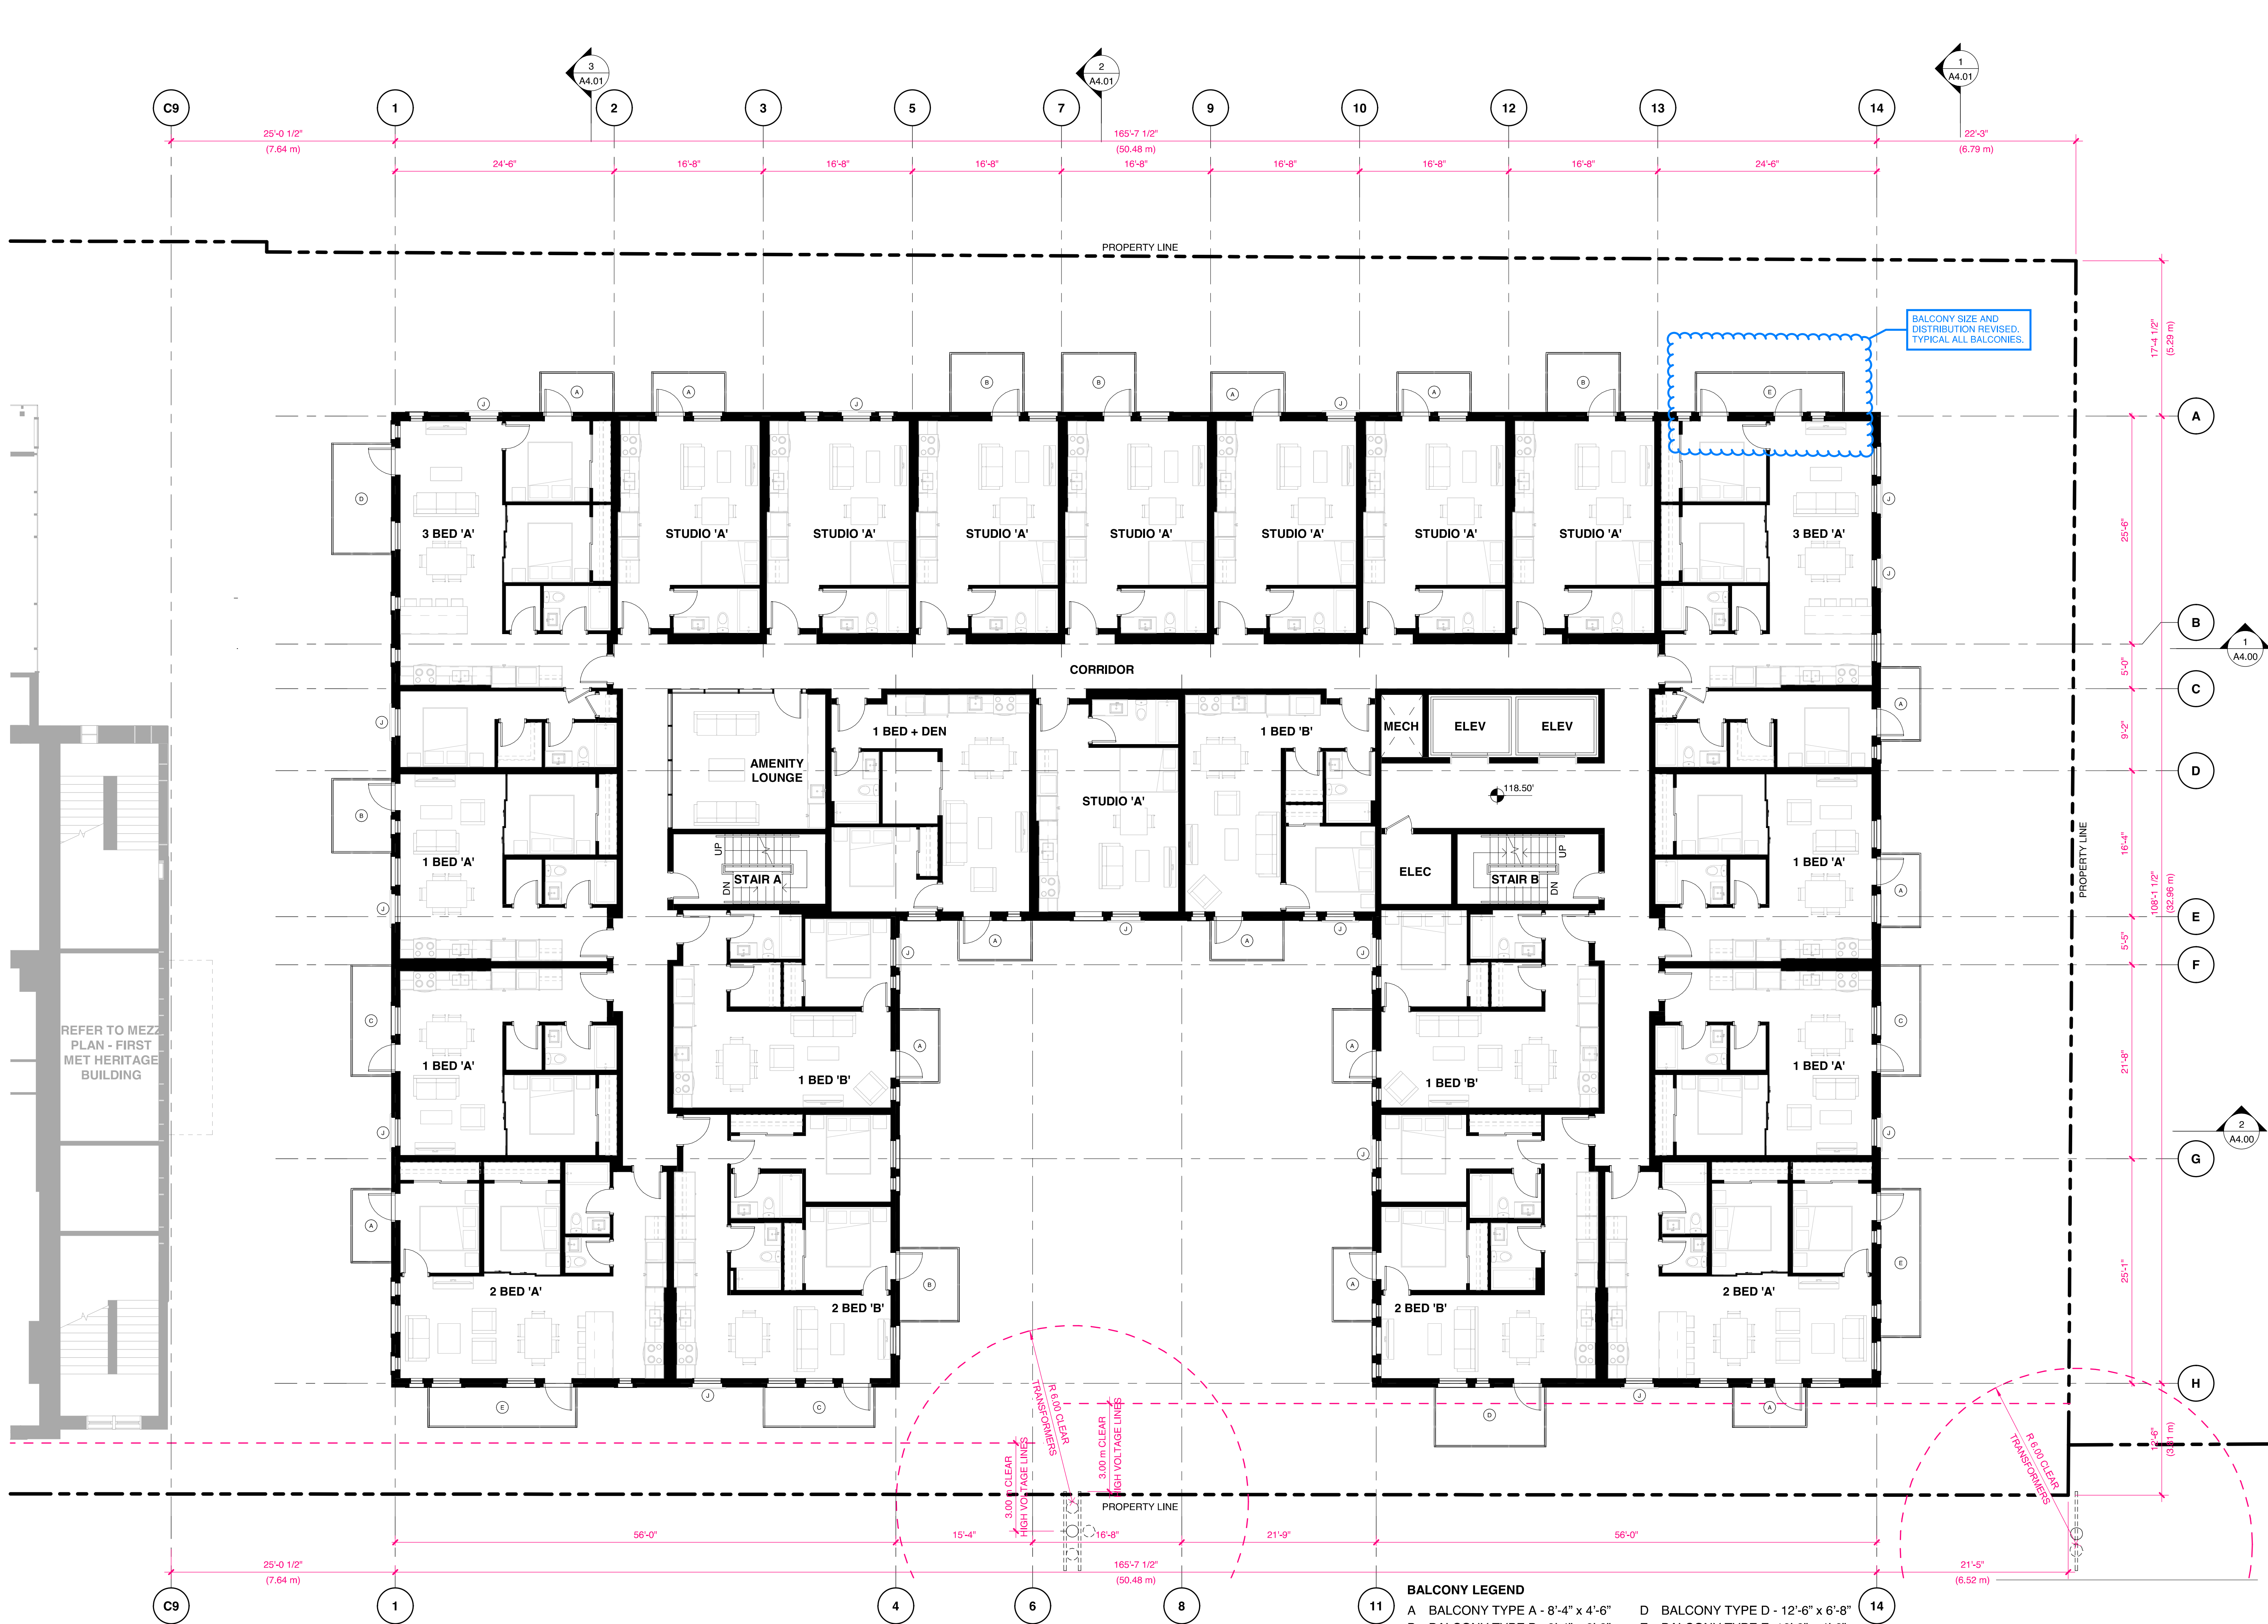 3
A4.01
2
A4.01
1
A4.01
C9
1
2
3
5
7
9
10
12
13
14
25'-0 1/2"
(7.64 m)
165'-7 1/2"
(50.48 m)
22'-3"
(6.79 m)
24'-6"
16'-8"
16'-8"
16'-8"
16'-8"
16'-8"
16'-8"
16'-8"
24'-6"
PROPERTY LINE
BALCONY SIZE AND
DISTRIBUTION REVISED.
TYPICAL ALL BALCONIES.
17'-4 1/2"
(5.29 m)
B
B
B
A
A
A
A
E
J
J
J
A
D
J
3 BED 'A'
STUDIO 'A'
STUDIO 'A'
STUDIO 'A'
STUDIO 'A'
STUDIO 'A'
STUDIO 'A'
STUDIO 'A'
3 BED 'A'
25'-6"
J
B
1
A4.00
CORRIDOR
5'-0"
C
J
A
1 BED + DEN
1 BED 'B'
MECH
ELEV
ELEV
9'-2"
AMENITY
LOUNGE
D
118.50'
STUDIO 'A'
B
UP
UP
16'-4"
PROPERTY LINE
108'-1 1/2"
(32.96 m)
1 BED 'A'
STAIR A
DN
ELEC
STAIR B
DN
1 BED 'A'
A
J
E
J
J
J
A
A
J
J
5'-5"
F
C
C
REFER TO MEZZ
PLAN - FIRST
MET HERITAGE
BUILDING
A
A
1 BED 'A'
1 BED 'B'
1 BED 'B'
1 BED 'A'
21'-8"
J
J
J
2
A4.00
G
A
B
A
E
25'-1"
2 BED 'A'
2 BED 'B'
2 BED 'B'
2 BED 'A'
H
E
J
C
D
J
A
R 6.00 CLEAR
TRANSFORMERS
3.00 m CLEAR
HIGH VOLTAGE LINES
3.00 m CLEAR
HIGH VOLTAGE LINES
R 6.00 CLEAR
TRANSFORMERS
12'-6"
(3.81 m)
PROPERTY LINE
56'-0"
15'-4"
16'-8"
21'-9"
56'-0"
25'-0 1/2"
(7.64 m)
165'-7 1/2"
(50.48 m)
21'-5"
(6.52 m)
C9
1
4
6
8
11
14
BALCONY LEGEND
A BALCONY TYPE A - 8'-4" x 4'-6"
D BALCONY TYPE D - 12'-6" x 6'-8"